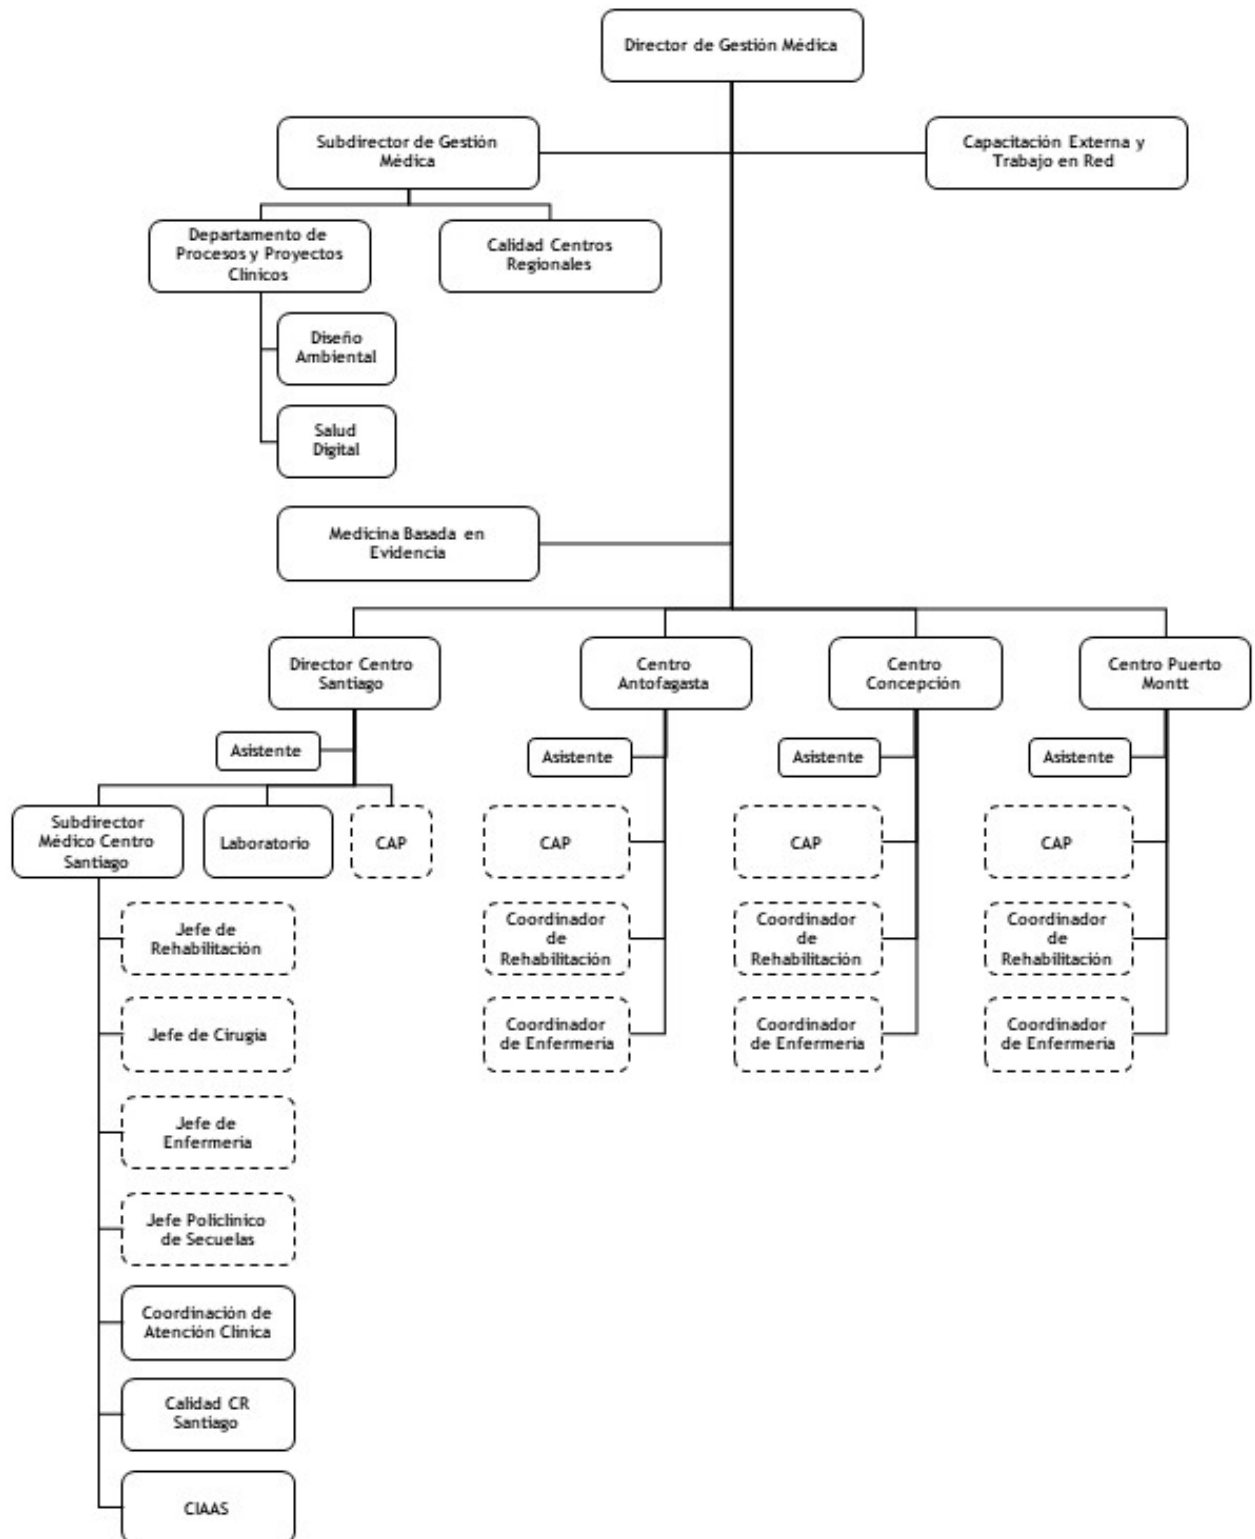 Director de Gestión Médica
Subdirector de Gestión
Médica
Capacitación Externa y
Trabajo en Red
Departamento de
Procesos y Proyectos
Clínicos
Calidad Centros
Regionales
Diseño
Ambiental
Salud
Digital
Medicina Basada en
Evidencia
Director Centro
Santiago
Centro
Antofagasta
Centro
Concepción
Centro Puerto
Montt
Asistente
Asistente
Asistente
Asistente
Subdirector
Médico Centro
Santiago
Laboratorio
CAP
CAP
CAP
CAP
Jefe de
Rehabilitación
Coordinador
de
Rehabilitación
Coordinador
de
Rehabilitación
Coordinador
de
Rehabilitación
Jefe de Cirugía
Coordinador
de Enfermería
Coordinador
de Enfermería
Coordinador
de Enfermería
Jefe de
Enfermería
Jefe Policlínico
de Secuelas
Coordinación de
Atención Clínica
Calidad CR
Santiago
CIAAS